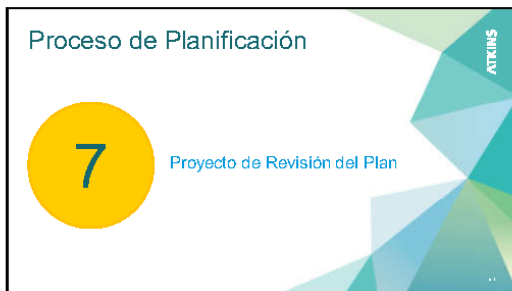 Proceso de Planificación
ATKINS
7
Proyecto de Revisión del Plan